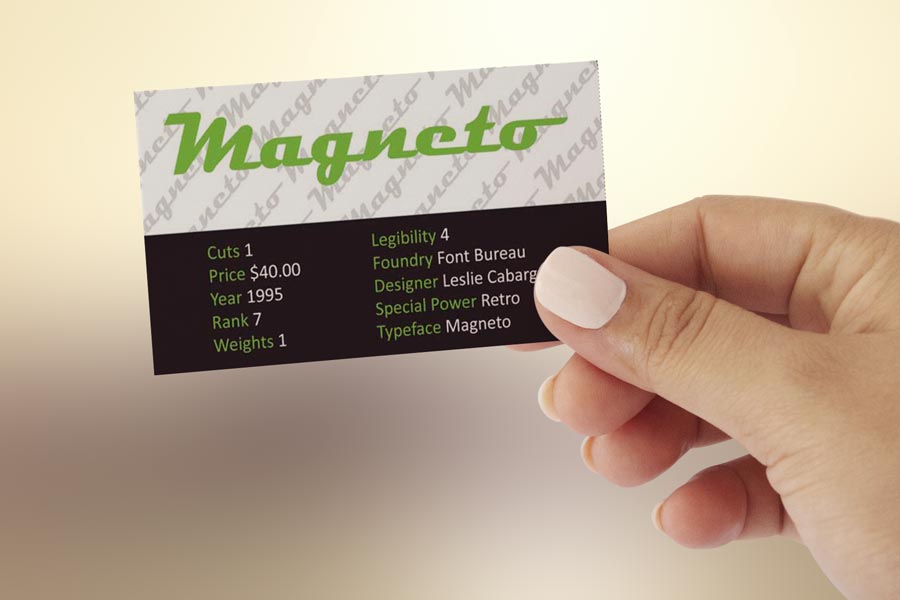 Magneto
Cuts 1
Price $40.00
Year 1995
Rank 7
Weights 1
Legibility 4
Foundry Font Bureau
Designer Leslie
Special Power Retro
Typeface Magneto